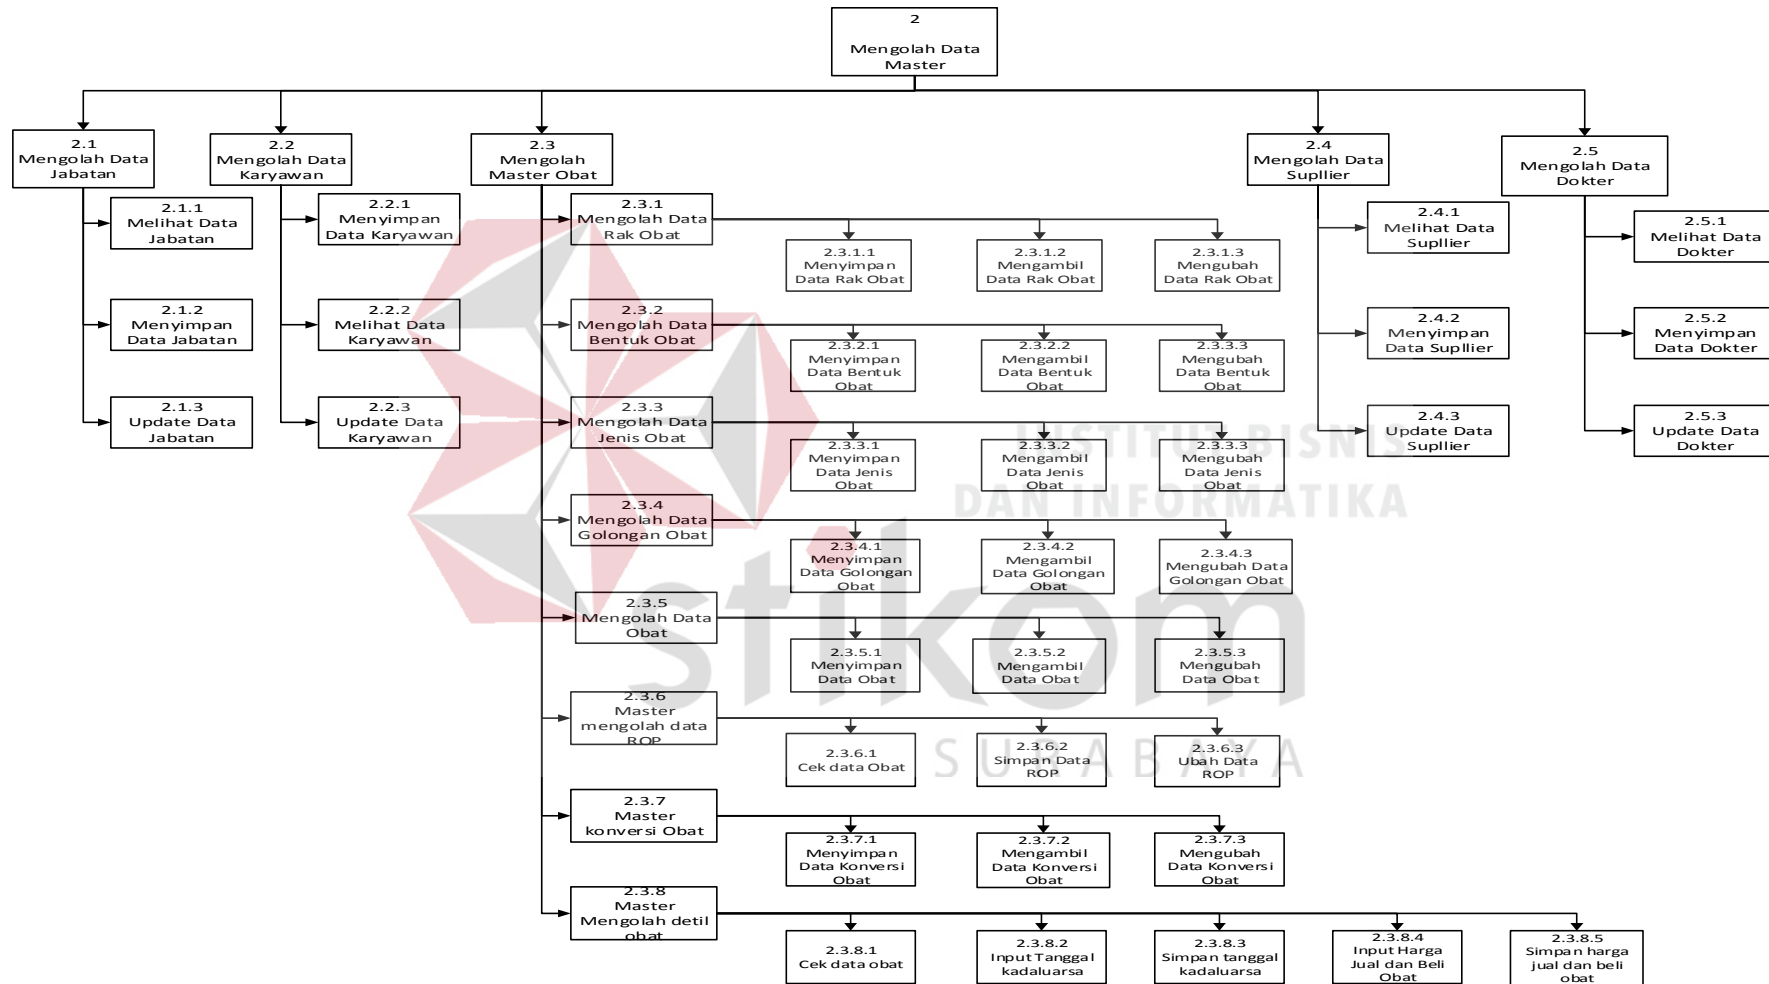 2
Mengolah Data
Master
2.1
Mengolah Data
Jabatan
2.2
Mengolah Data
Karyawan
2.3
Mengolah
Master Obat
2.4
Mengolah Data
Supllier
2.5
Mengolah Data
Dokter
2.1.1
Melihat Data
Jabatan
2.1.2
Menyimpan
Data Jabatan
2.1.3
Update Data
Jabatan
2.2.1
Menyimpan
Data Karyawan
2.2.2
Melihat Data
Karyawan
2.2.3
Update Data
Karyawan
2.3.1
Mengolah Data
Rak Obat
2.3.1.1
Menyimpan
Data Rak Obat
2.3.1.2
Mengambil
Data Rak Obat
2.3.1.3
Mengubah
Data Rak Obat
2.3.2
Mengolah Data
Bentuk Obat
2.3.2.1
Menyimpan
Data Bentuk
Obat
2.3.2.2
Mengambil
Data Bentuk
Obat
2.3.3.3
Mengubah
Data Bentuk
Obat
2.3.3
Mengolah Data
Jenis Obat
2.3.3.1
Menyimpan
Data Jenis
Obat
2.3.3.2
Mengambil
Data Jenis
Obat
2.3.3.3
Mengubah
Data Jenis
Obat
2.3.4
Mengolah Data
Golongan Obat
2.3.4.1
Menyimpan
Data Golongan
Obat
2.3.4.2
Mengambil
Data Golongan
Obat
2.3.4.3
Mengubah Data
Golongan Obat
2.3.5
Mengolah Data
Obat
2.3.5.1
Menyimpan
Data Obat
2.3.5.2
Mengambil
Data Obat
2.3.5.3
Mengubah
Data Obat
2.3.6
Master
mengolah data
ROP
2.3.6.1
Cek data Obat
2.3.6.2
Simpan Data
ROP
2.3.6.3
Ubah Data
ROP
2.3.7
Master
konversi Obat
2.3.7.1
Menyimpan
Data Konversi
Obat
2.3.7.2
Mengambil
Data Konversi
Obat
2.3.7.3
Mengubah
Data Konversi
Obat
2.3.8
Master
Mengolah detil
obat
2.3.8.1
Cek data obat
2.3.8.2
Input Tanggal
kadaluarsa
2.3.8.3
Simpan tanggal
kadaluarsa
2.3.8.4
Input Harga
Jual dan Beli
Obat
2.3.8.5
Simpan harga
jual dan beli
obat
2.4.1
Melihat Data
Supllier
2.4.2
Menyimpan
Data Supllier
2.4.3
Update Data
Supllier
2.5.1
Melihat Data
Dokter
2.5.2
Menyimpan
Data Dokter
2.5.3
Update Data
Dokter
INSTITUT BISNIS
DAN INFORMATIKA
stikom
SURABAYA